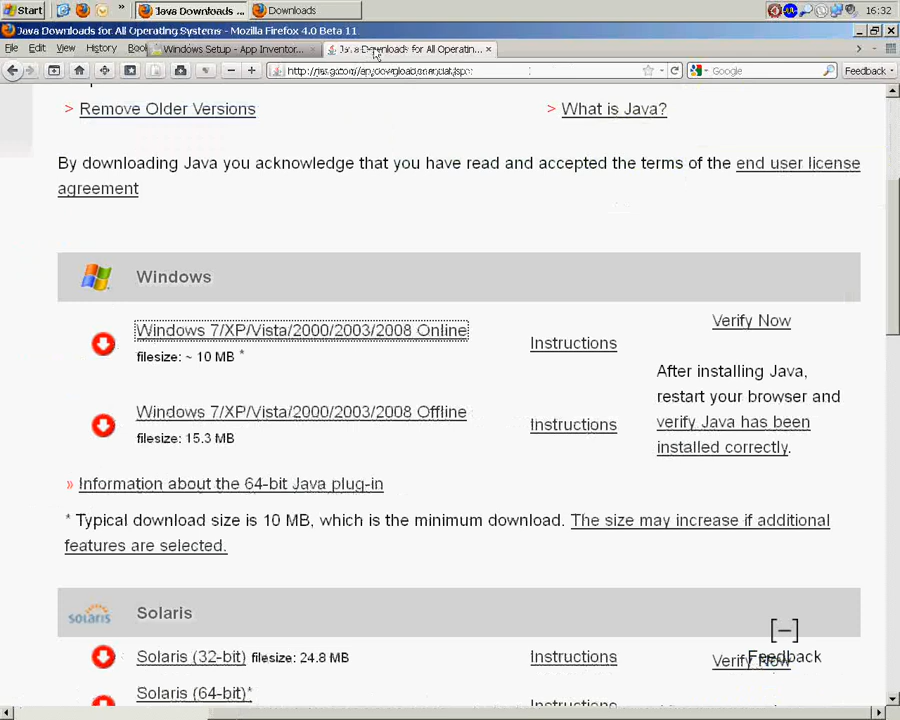 Start
»
Java Downloads ...
Downloads
16:32
Java Downloads for All Operating Systems - Mozilla Firefox 4.0 Beta 11
File Edit View History
Windows Setup - App Inventor...
Downloads for All Operatin...
Google
Feedback
> Remove Older Versions
> What is Java?
By downloading Java you acknowledge that you have read and accepted the terms of the end user license
agreement
Windows
Windows 7/XP/Vista/2000/2003/2008 Online
filesize: ~ 10 MB *
Instructions
Verify Now
After installing Java,
restart your browser and
verify Java has been
installed correctly.
Windows 7/XP/Vista/2000/2003/2008 Offline
filesize: 15.3 MB
Instructions
» Information about the 64-bit Java plug-in
* Typical download size is 10 MB, which is the minimum download. The size may increase if additional
features are selected.
Solaris
solaris
Solaris (32-bit) filesize: 24.8 MB
Instructions
Verify Now
[–]
Feedback
Solaris (64-bit)*